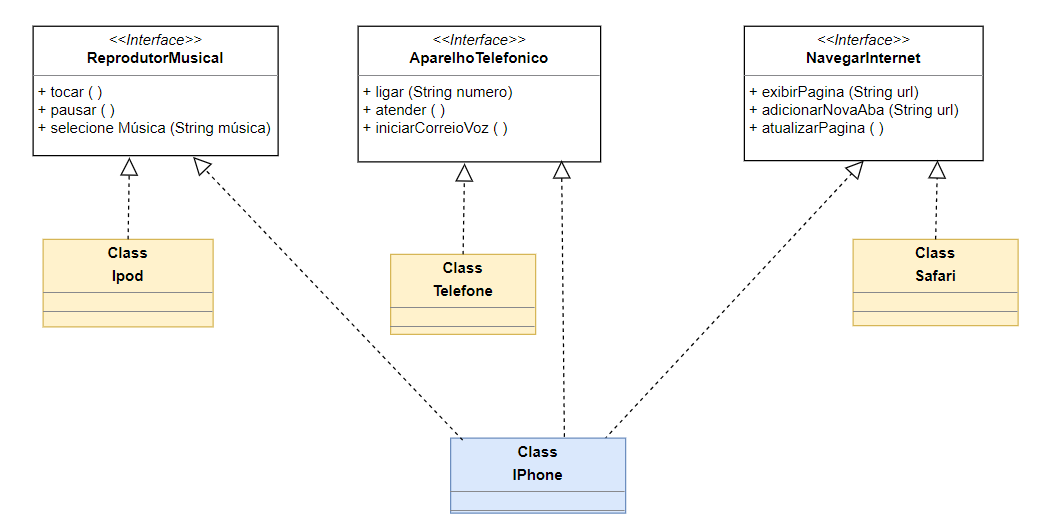 <<Interface>>
ReprodutorMusical
+ tocar ( )
+ pausar ( )
+ selecione Música (String música)
<<Interface>>
AparelhoTelefonico
+ ligar (String numero)
+ atender ( )
+ iniciarCorreioVoz ( )
<<Interface>>
NavegarInternet
+ exibirPagina (String url)
+ adicionarNovaAba (String url)
+ atualizarPagina ( )
Class
Ipod
Class
Telefone
Class
Safari
Class
IPhone